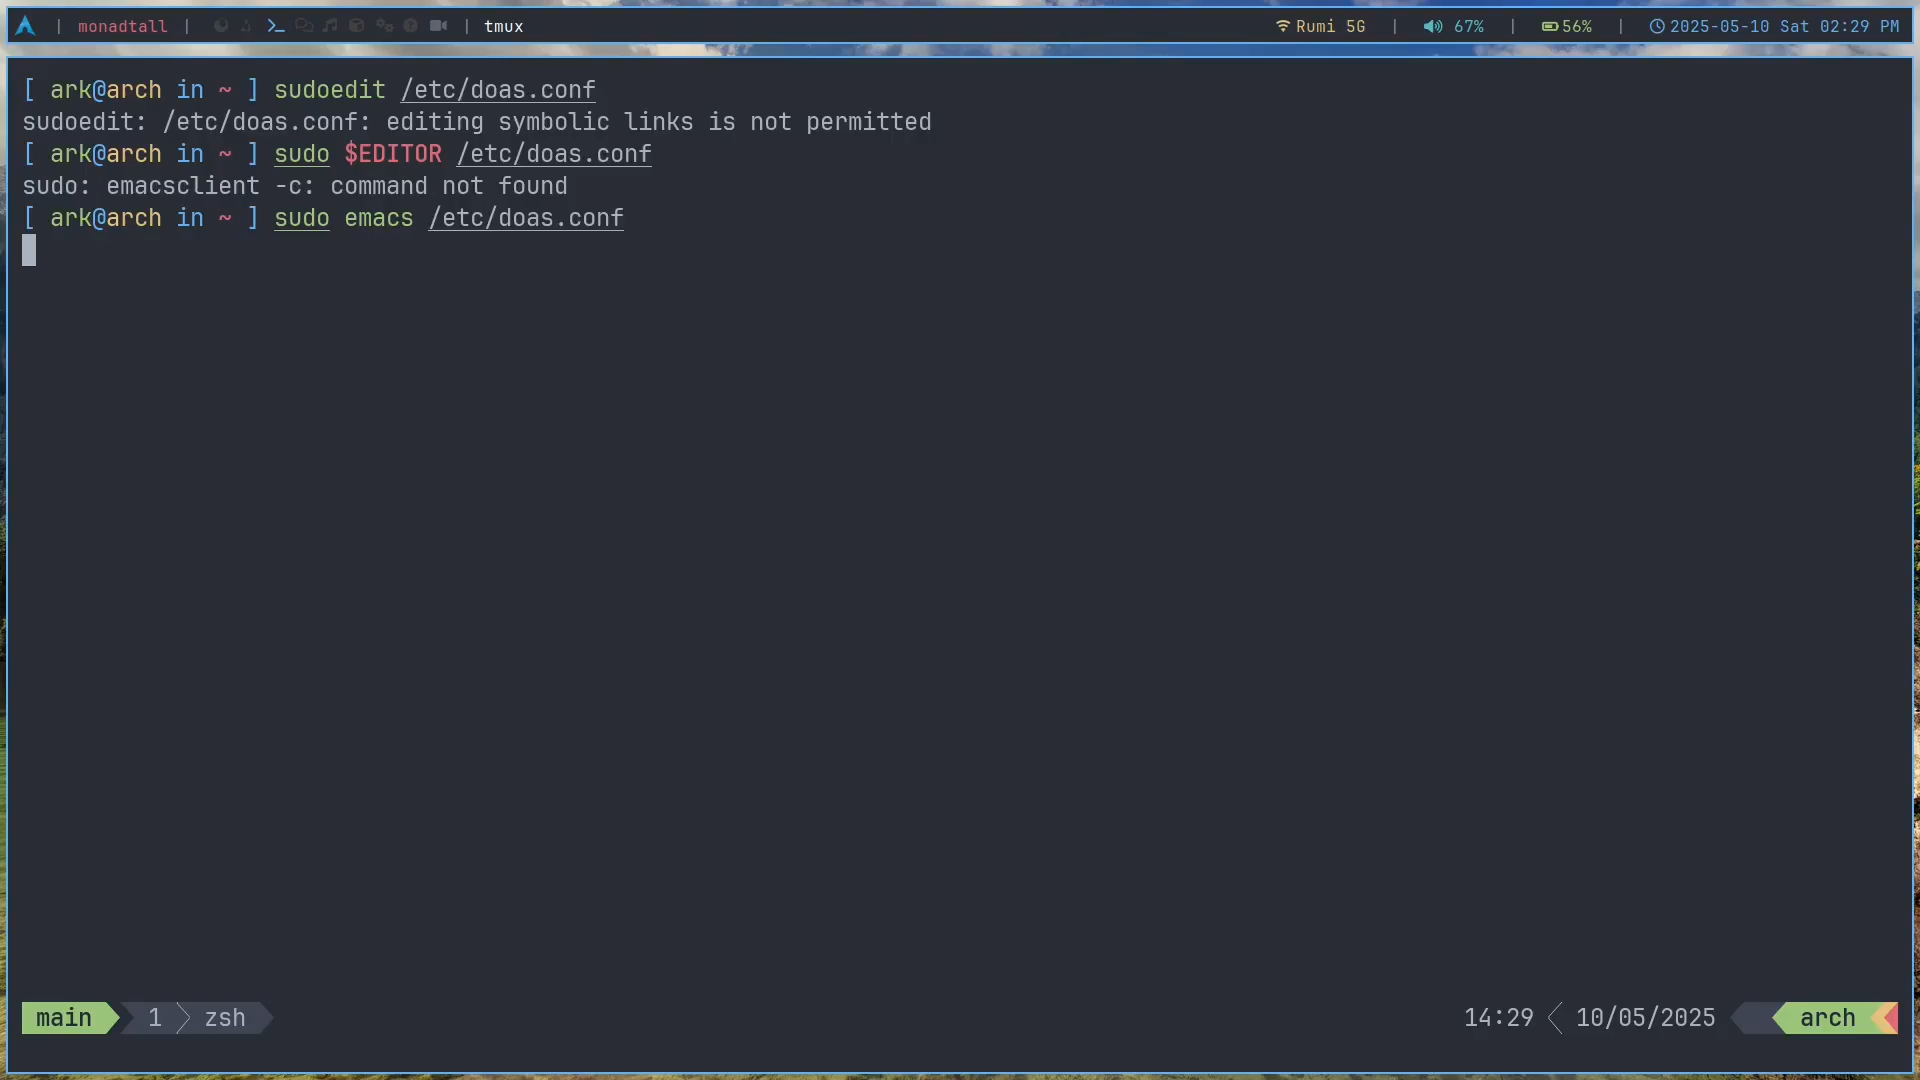 | monadtall | | tmux Rumi 5G | 67% | 56% | 2025-05-10 Sat 02:29 PM
[ ark@arch in ~ ] sudoedit /etc/doas.conf
sudoedit: /etc/doas.conf: editing symbolic links is not permitted
[ ark@arch in ~ ] sudo $EDITOR /etc/doas.conf
sudo: emacsclient -c: command not found
[ ark@arch in ~ ] sudo emacs /etc/doas.conf
main 1 zsh 14:29 10/05/2025 arch